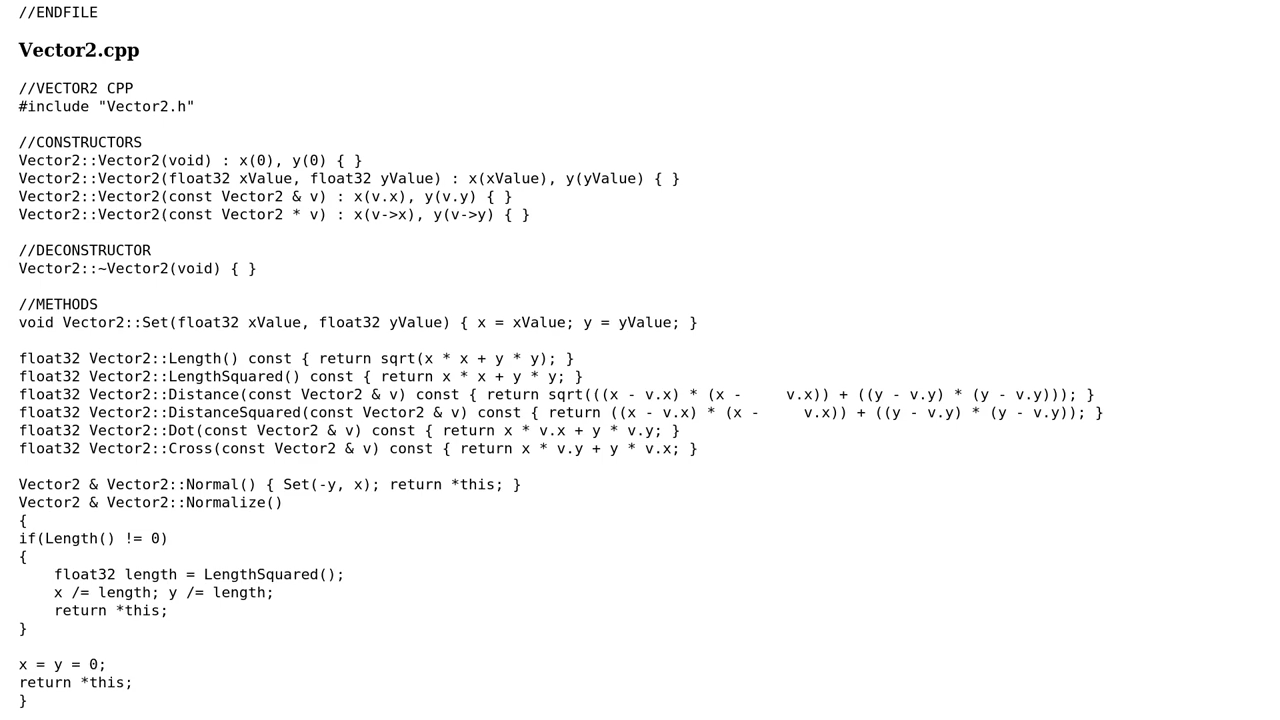 //ENDFILE
Vector2.cpp
//VECTOR2 CPP
#include "Vector2.h"
//CONSTRUCTORS
Vector2::Vector2(void) : x(0), y(0) { }
Vector2::Vector2(float32 xValue, float32 yValue) : x(xValue), y(yValue) { }
Vector2::Vector2(const Vector2 & v) : x(v.x), y(v.y) { }
Vector2::Vector2(const Vector2 * v) : x(v->x), y(v->y) { }
//DECONSTRUCTOR
Vector2::~Vector2(void) { }
//METHODS
void Vector2::Set(float32 xValue, float32 yValue) { x = xValue; y = yValue; }
float32 Vector2::Length() const { return sqrt(x * x + y * y); }
float32 Vector2::LengthSquared() const { return x * x + y * y; }
float32 Vector2::Distance(const Vector2 & v) const { return sqrt(((x - v.x) * (x -     v.x)) + ((y - v.y) * (y - v.y))); }
float32 Vector2::DistanceSquared(const Vector2 & v) const { return ((x - v.x) * (x -     v.x)) + ((y - v.y) * (y - v.y)); }
float32 Vector2::Dot(const Vector2 & v) const { return x * v.x + y * v.y; }
float32 Vector2::Cross(const Vector2 & v) const { return x * v.y + y * v.x; }
Vector2 & Vector2::Normal() { Set(-y, x); return *this; }
Vector2 & Vector2::Normalize()
{
if(Length() != 0)
{
    float32 length = LengthSquared();
    x /= length; y /= length;
    return *this;
}
x = y = 0;
return *this;
}